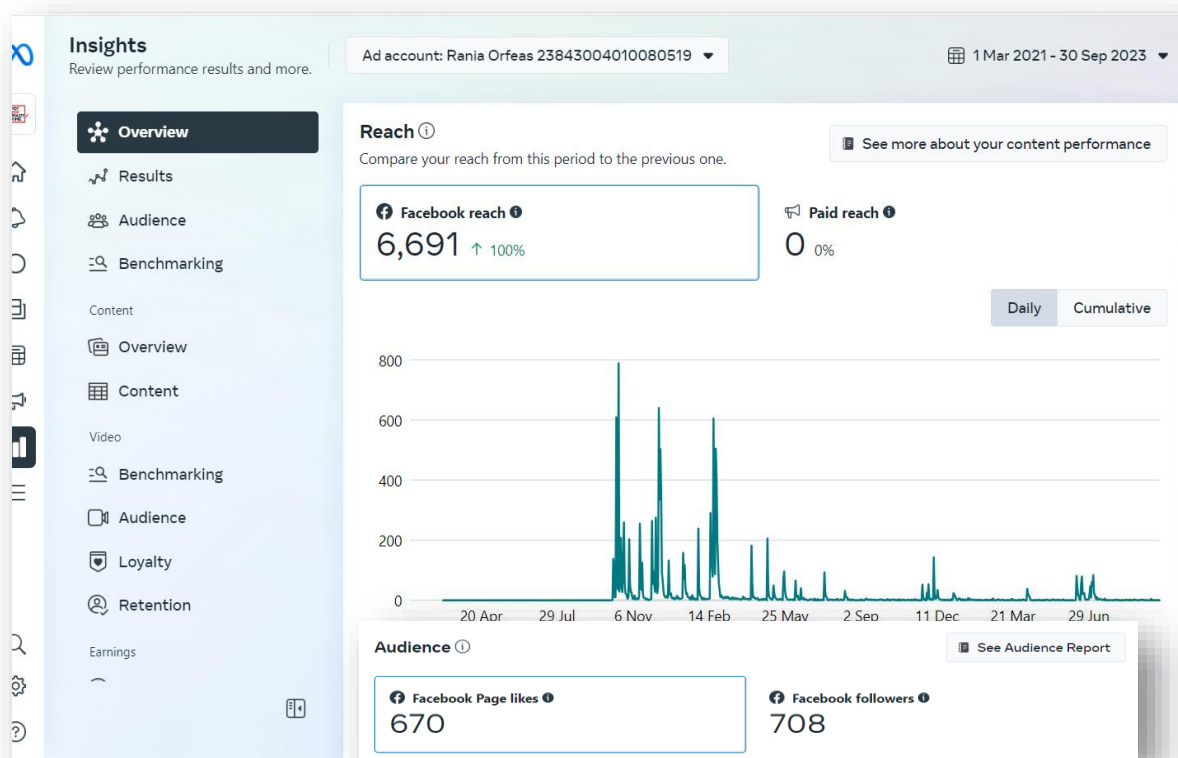 Insights
Review performance results and more.
Ad account: Rania Orfeas 23843004010080519
1 Mar 2021 - 30 Sep 2023
Overview
Results
Audience
Benchmarking
Content
Overview
Content
Video
Benchmarking
Audience
Loyalty
Retention
Earnings
Reach
Compare your reach from this period to the previous one.
See more about your content performance
Facebook reach
6,691 ↑ 100%
Paid reach
0 0%
Daily
Cumulative
800
600
400
200
0
20 Apr 29 Jul 6 Nov 14 Feb 25 May 2 Sep 11 Dec 21 Mar 29 Jun
Audience
See Audience Report
Facebook Page likes
670
Facebook followers
708